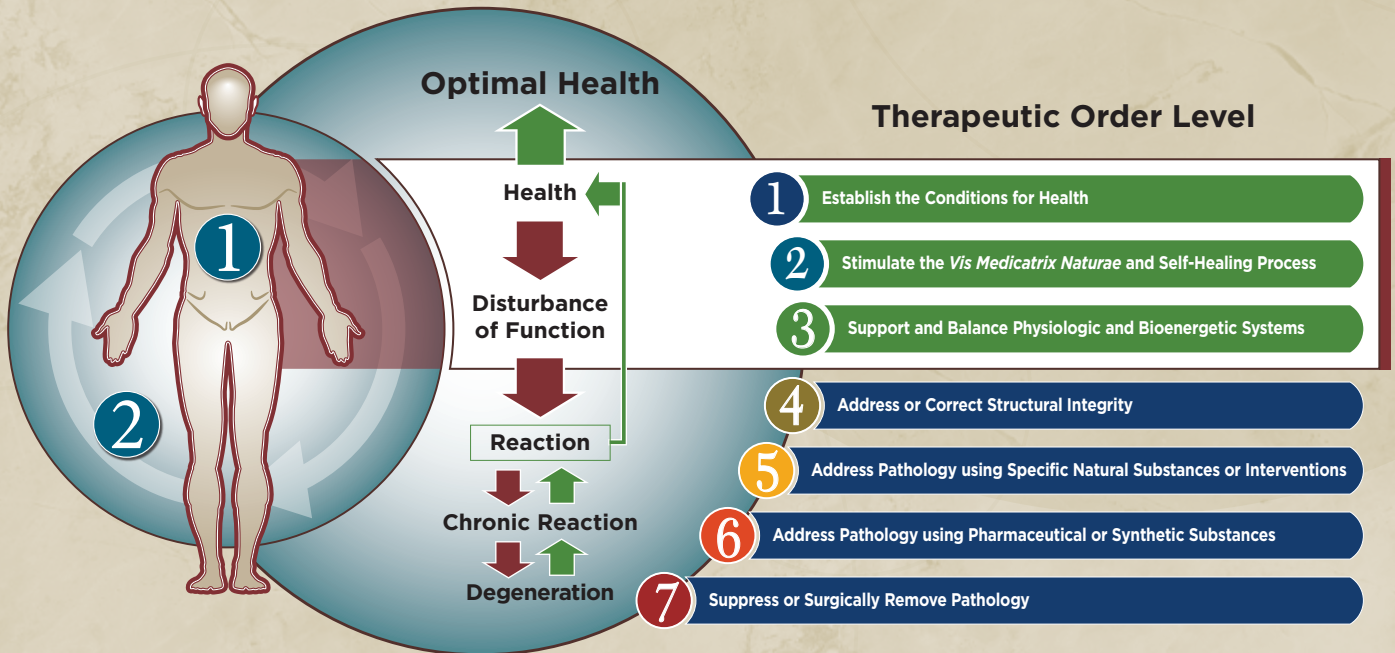 Optimal Health
Health
Disturbance
of Function
Reaction
Chronic Reaction
Degeneration
1
2
Therapeutic Order Level
1 Establish the Conditions for Health
2 Stimulate the Vis Medicatrix Naturae and Self-Healing Process
3 Support and Balance Physiologic and Bioenergetic Systems
4 Address or Correct Structural Integrity
5 Address Pathology using Specific Natural Substances or Interventions
6 Address Pathology using Pharmaceutical or Synthetic Substances
7 Suppress or Surgically Remove Pathology